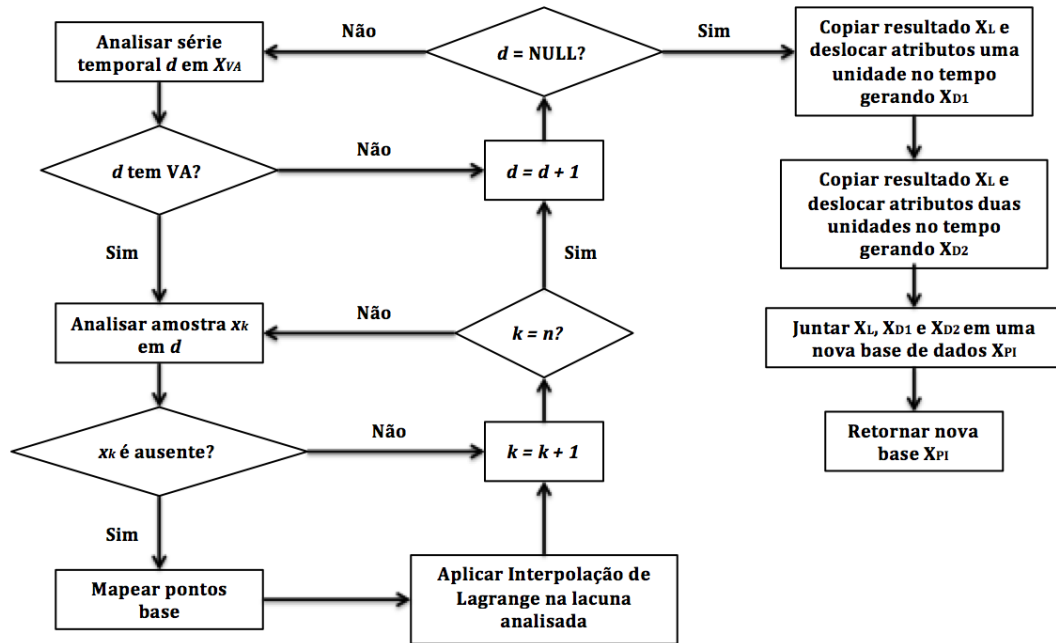 Analisar série
temporal d em XVA
Não
d = NULL?
Sim
Copiar resultado XL e
deslocar atributos uma
unidade no tempo
gerando XD1
d tem VA?
Não
d = d + 1
Copiar resultado XL e
deslocar atributos duas
unidades no tempo
gerando XD2
Sim
Sim
Analisar amostra xk
em d
Não
k = n?
Juntar XL, XD1 e XD2 em uma
nova base de dados XPI
xk é ausente?
Não
k = k + 1
Retornar nova
base XPI
Sim
Mapear pontos
base
Aplicar Interpolação de
Lagrange na lacuna
analisada